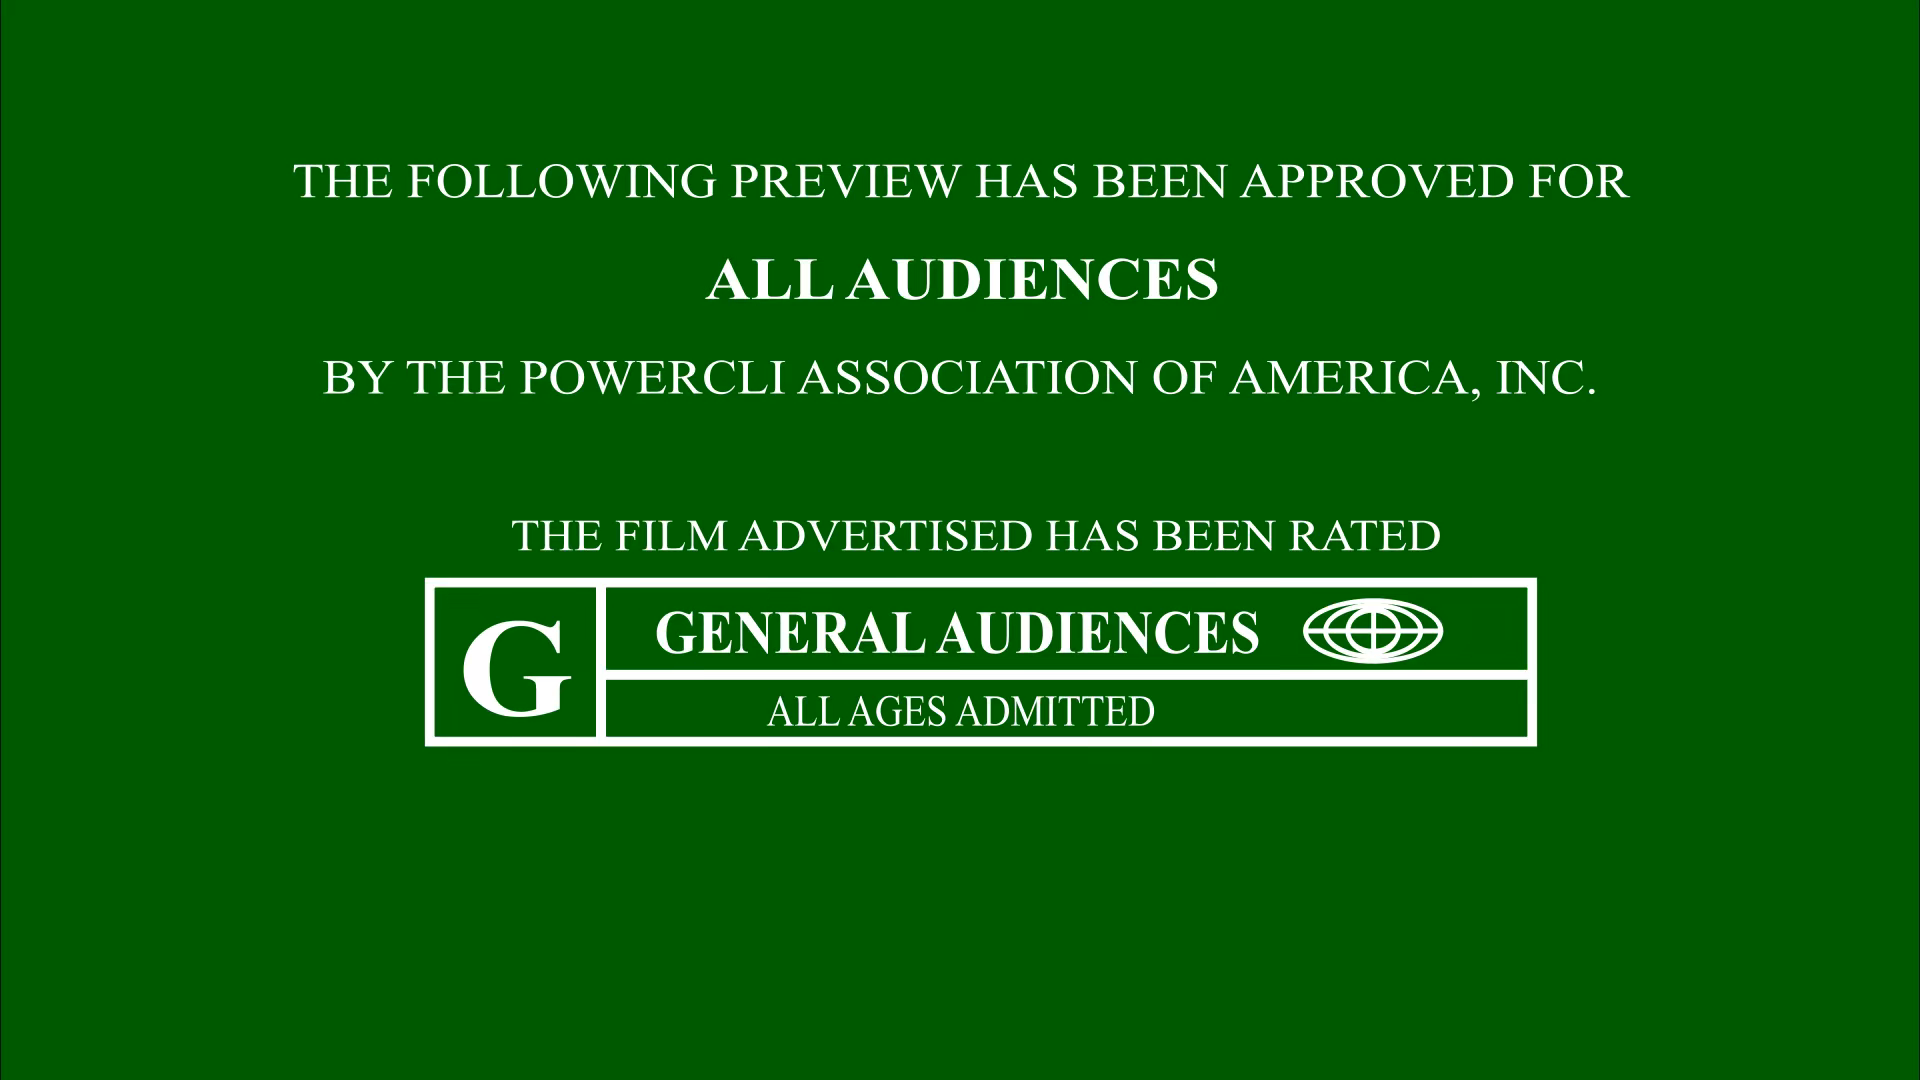 THE FOLLOWING PREVIEW HAS BEEN APPROVED FOR
ALL AUDIENCES
BY THE POWERCLI ASSOCIATION OF AMERICA, INC.
THE FILM ADVERTISED HAS BEEN RATED
G
GENERAL AUDIENCES
ALL AGES ADMITTED